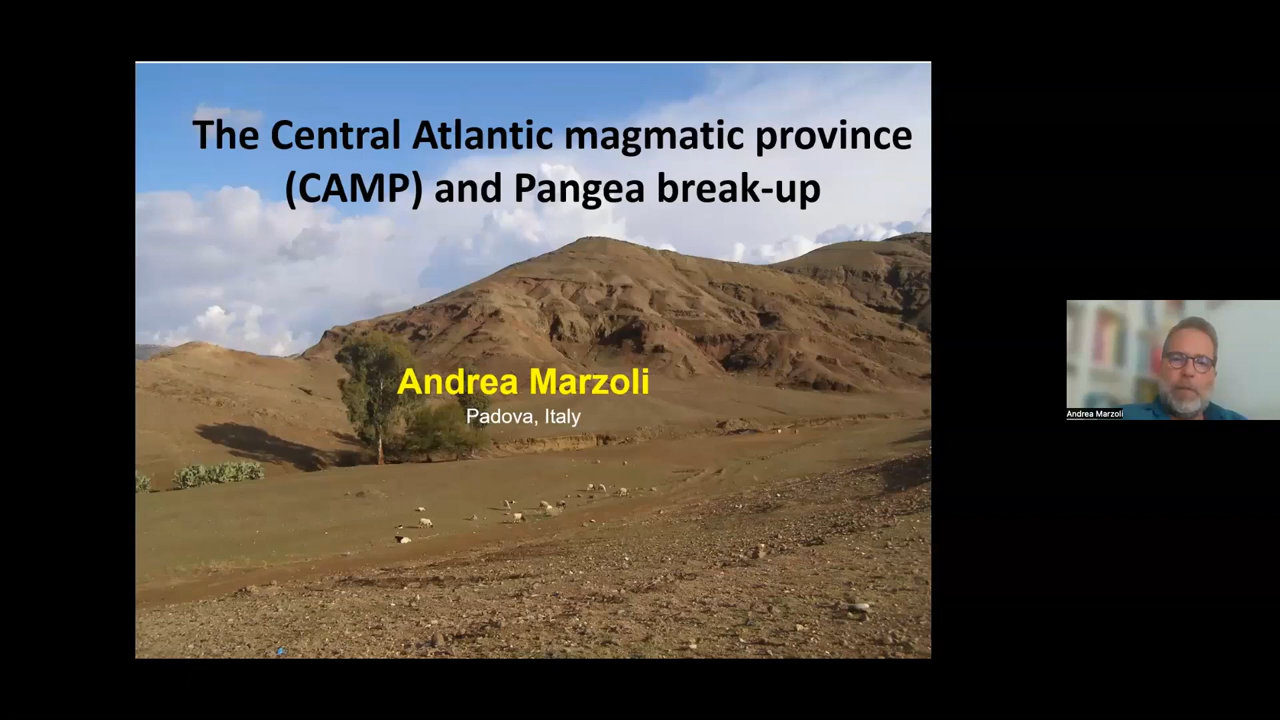 The Central Atlantic magmatic province
(CAMP) and Pangea break-up
Andrea Marzoli
Padova, Italy
Andrea Marzoli